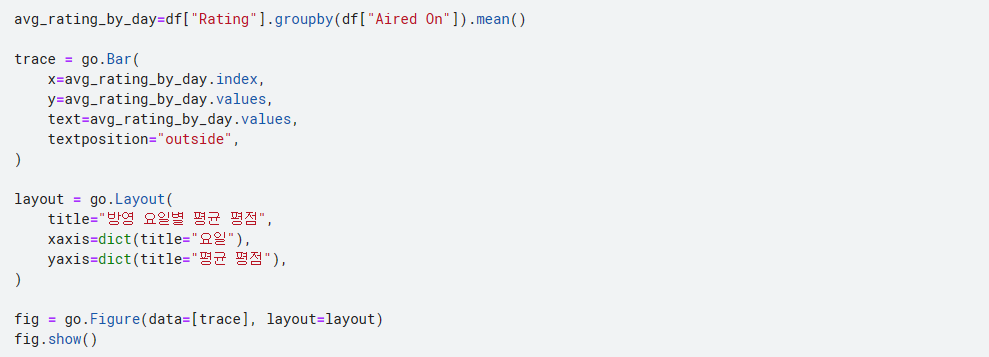 avg_rating_by_day=df["Rating"].groupby(df["Aired On"]).mean()
trace = go.Bar(
    x=avg_rating_by_day.index,
    y=avg_rating_by_day.values,
    text=avg_rating_by_day.values,
    textposition="outside",
)
layout = go.Layout(
    title="방영 요일별 평균 평점",
    xaxis=dict(title="요일"),
    yaxis=dict(title="평균 평점"),
)
fig = go.Figure(data=[trace], layout=layout)
fig.show()